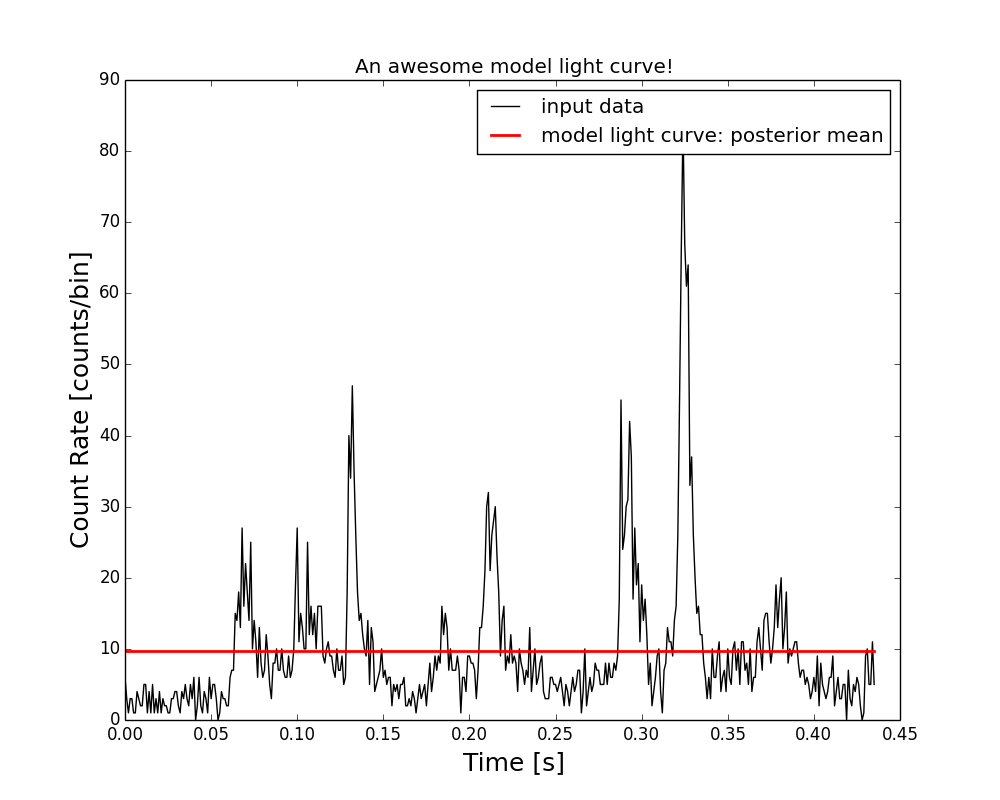 An awesome model light curve!
input data
model light curve: posterior mean
90
80
70
60
50
40
30
20
10
0
Count Rate [counts/bin]
0.00 0.05 0.10 0.15 0.20 0.25 0.30 0.35 0.40 0.45
Time [s]